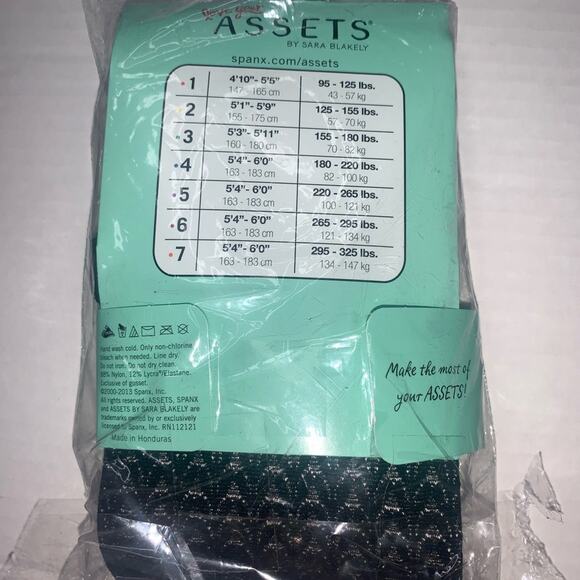 Love your
ASSETS®
BY SARA BLAKELY
spanx.com/assets
1 4'10"- 5'5" 95 - 125 lbs.
147 - 165 cm 43 - 57 kg
2 5'1"- 5'9" 125 - 155 lbs.
155 - 175 cm 57 - 70 kg
3 5'3"- 5'11" 155 - 180 lbs.
160 - 180 cm 70 - 82 kg
4 5'4"- 6'0" 180 - 220 lbs.
163 - 183 cm 82 - 100 kg
5 5'4"- 6'0" 220 - 265 lbs.
163 - 183 cm 100 - 121 kg
6 5'4"- 6'0" 265 - 295 lbs.
163 - 183 cm 121 - 134 kg
7 5'4"- 6'0" 295 - 325 lbs.
163 - 183 cm 134 - 147 kg
Hand wash cold. Only non-chlorine
bleach when needed. Line dry.
Do not iron. Do not dry clean.
88% Nylon, 12% Lycra®/Elastane.
Exclusive of gusset.
©2000-2013 Spanx, Inc.
All rights reserved. ASSETS, SPANX
and ASSETS BY SARA BLAKELY are
trademarks owned by or exclusively
licensed to Spanx, Inc. RN112121
Made in Honduras
Make the most of
your ASSETS!